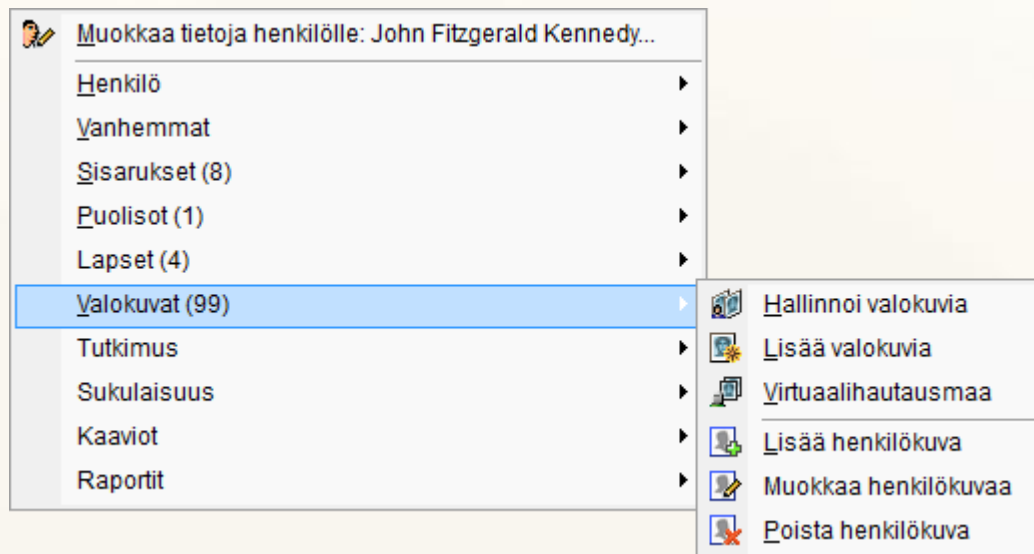 Muokkaa tietoja henkilölle: John Fitzgerald Kennedy...
Henkilö
Vanhemmat
Sisarukset (8)
Puolisot (1)
Lapset (4)
Valokuvat (99)
Tutkimus
Sukulaisuus
Kaaviot
Raportit
Hallinnoi valokuvia
Lisää valokuvia
Virtuaalihautausmaa
Lisää henkilökuva
Muokkaa henkilökuvaa
Poista henkilökuva